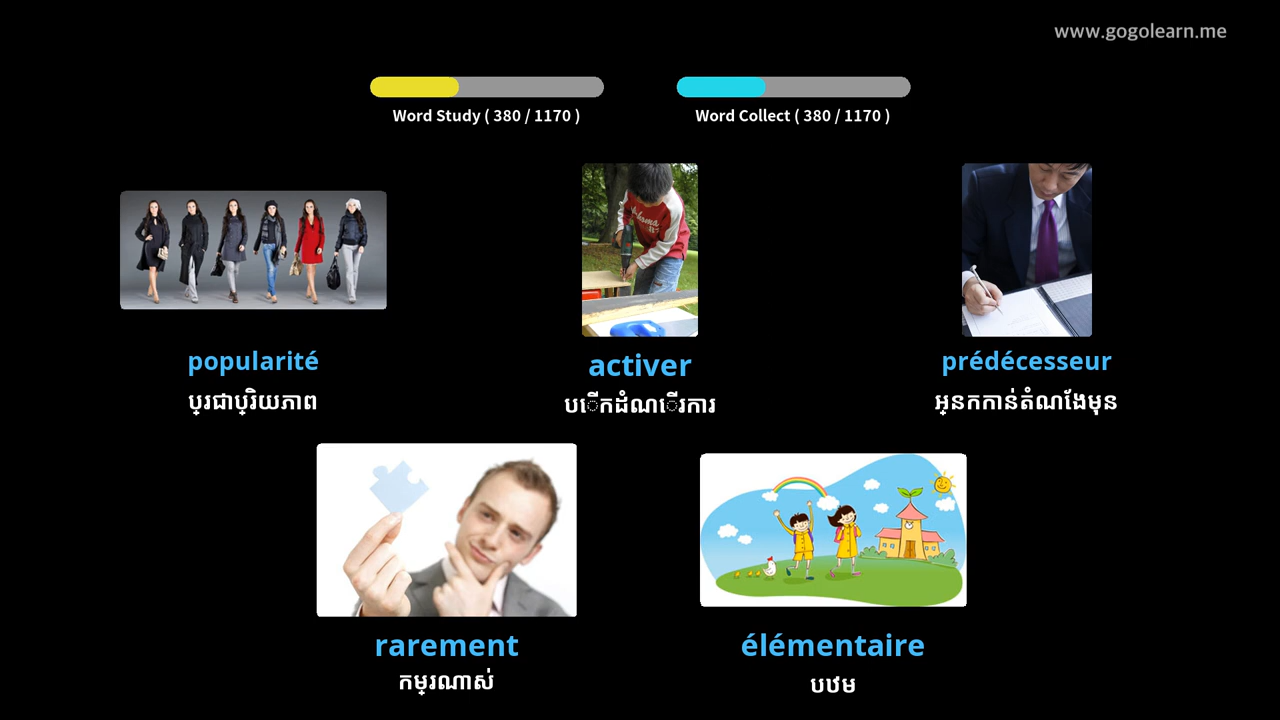 www.gogolearn.me
Word Study ( 380 / 1170 )
Word Collect ( 380 / 1170 )
popularité
ប្រជាប្រិយភាព
activer
បើកដំណើរការ
prédécesseur
អ្នកកាន់តំណែងមុន
rarement
កម្រណាស់
élémentaire
បឋម